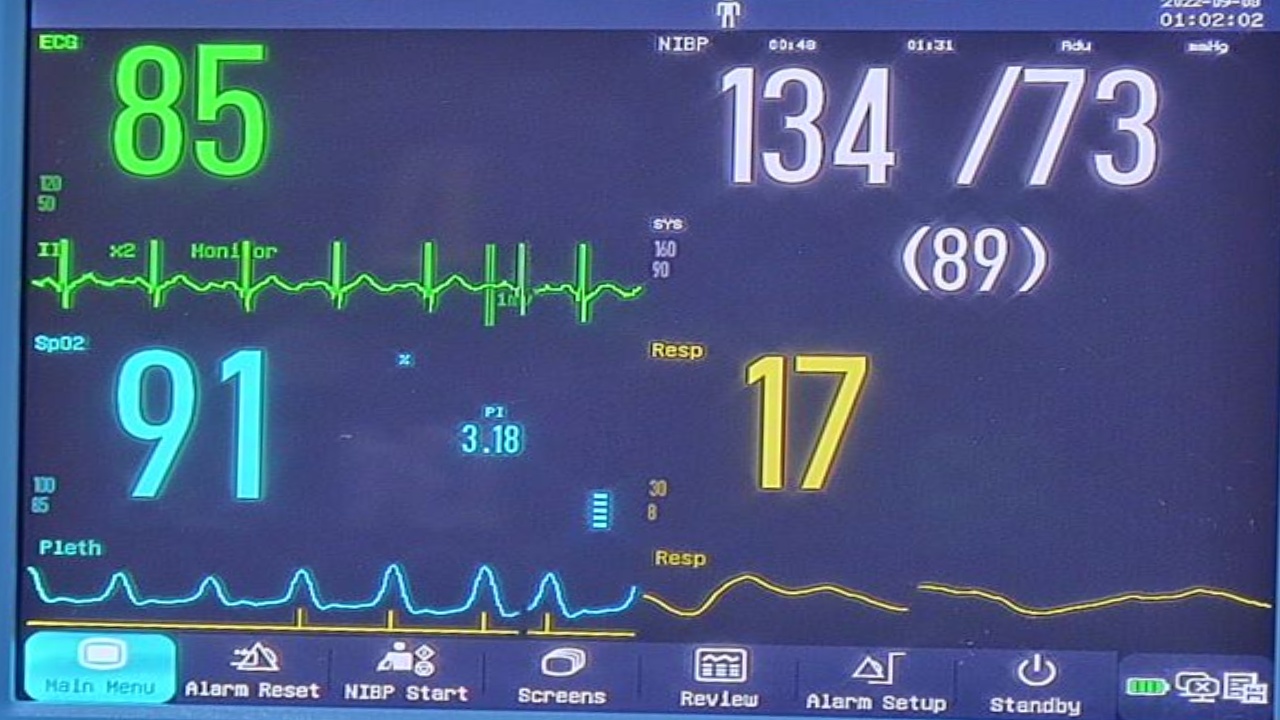 01:02:02
ECG
85
120
50
II x2 Monitor
NIBP 00:48 01:31 Adu mmHg
134 /73
SYS
160
90
(89)
SpO2
91
%
PI
3.18
100
85
Resp
17
30
8
Pleth
Resp
Main Menu
Alarm Reset
NIBP Start
Screens
Review
Alarm Setup
Standby